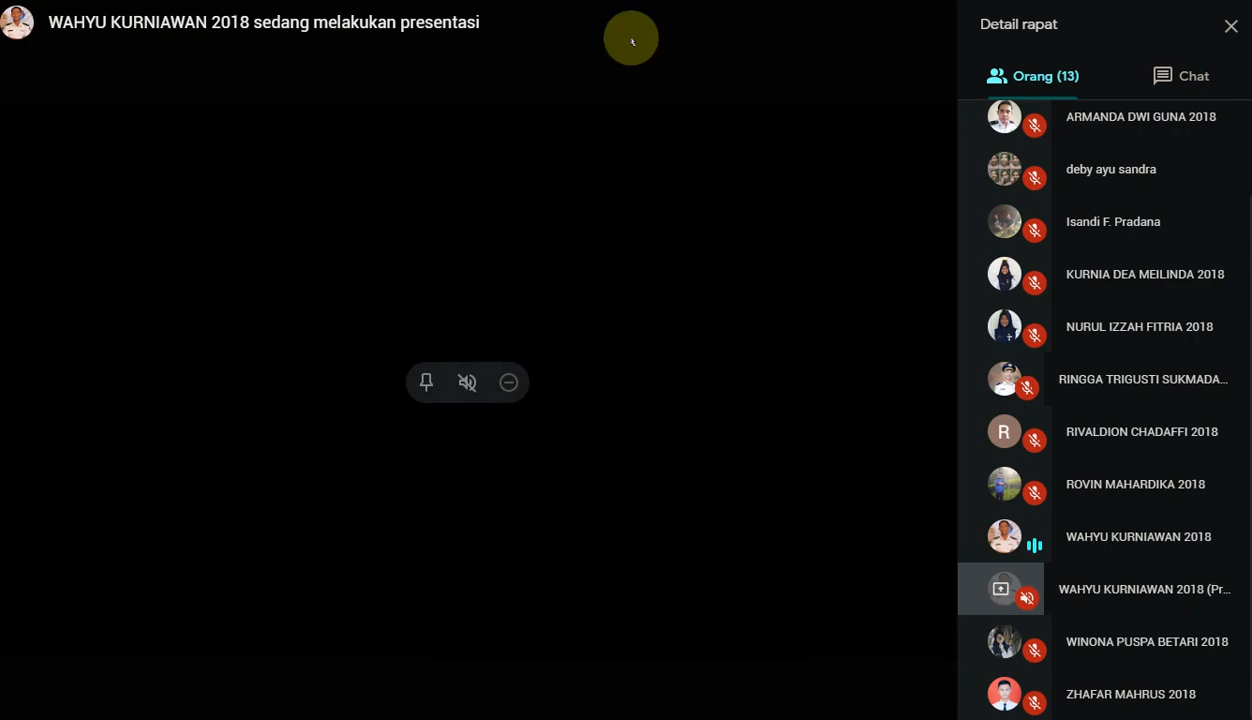 WAHYU KURNIAWAN 2018 sedang melakukan presentasi
Detail rapat
Orang (13)
Chat
ARMANDA DWI GUNA 2018
deby ayu sandra
Isandi F. Pradana
KURNIA DEA MEILINDA 2018
NURUL IZZAH FITRIA 2018
RINGGA TRIGUSTI SUKMADA...
R
RIVALDION CHADAFFI 2018
ROVIN MAHARDIKA 2018
WAHYU KURNIAWAN 2018
WAHYU KURNIAWAN 2018 (Pr...
WINONA PUSPA BETARI 2018
ZHAFAR MAHRUS 2018